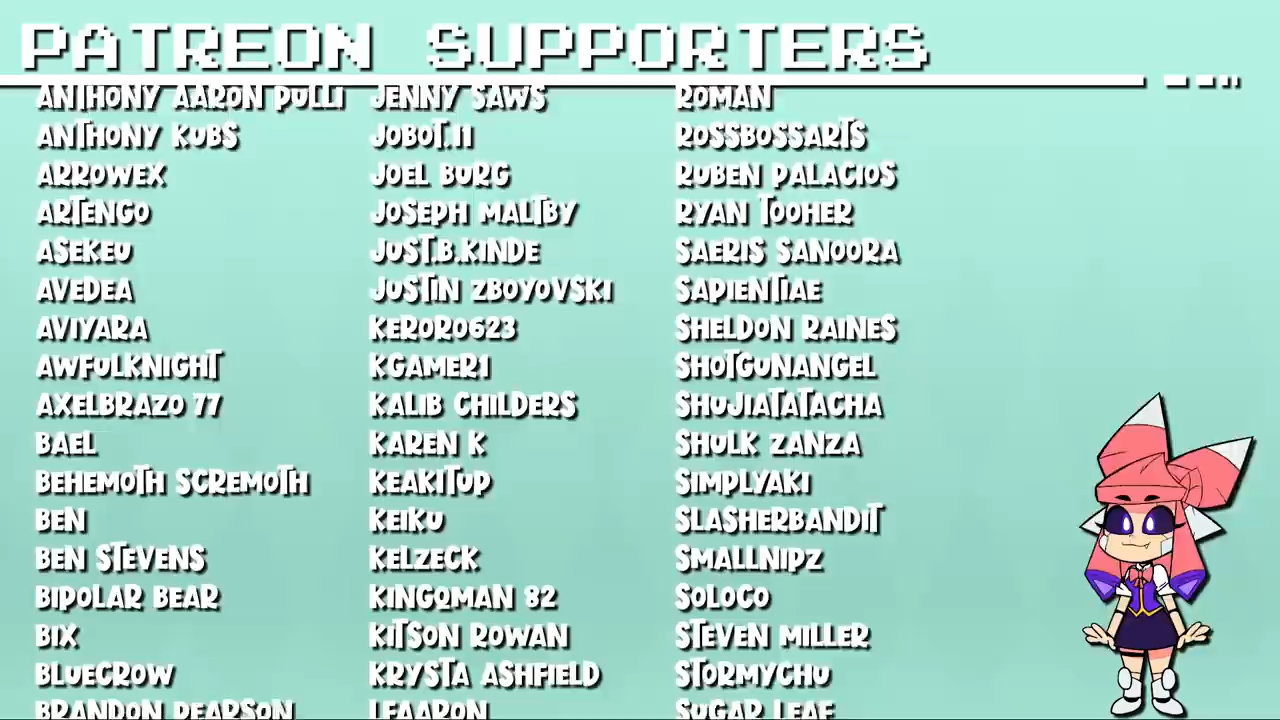 PATREON SUPPORTERS
ANTHONY AARON PULLI
ANTHONY KUBS
ARROWEX
ARTENGO
ASEKEU
AVEDEA
AVIYARA
AWFULKNIGHT
AXELBRAZO 77
BAEL
BEHEMOTH SCREMOTH
BEN
BEN STEVENS
BIPOLAR BEAR
BIX
BLUECROW
BRANDON PEARSON
JENNY SAWS
JOBOT.II
JOEL BURG
JOSEPH MALTBY
JUST.B.KINDE
JUSTIN ZBOYOVSKI
KERORO623
KGAMER1
KALIB CHILDERS
KAREN K
KEAKITUP
KEIKU
KELZECK
KINGQMAN 82
KITSON ROWAN
KRYSTA ASHFIELD
LEAARON
ROMAN
ROSSBOSSARTS
RUBEN PALACIOS
RYAN TOOHER
SAERIS SANOORA
SAPIENTIAE
SHELDON RAINES
SHOTGUNANGEL
SHUJIATATACHA
SHULK ZANZA
SIMPLYAKI
SLASHERBANDIT
SMALLNIPZ
SOLOCO
STEVEN MILLER
STORMYCHU
SUGAR LEAF